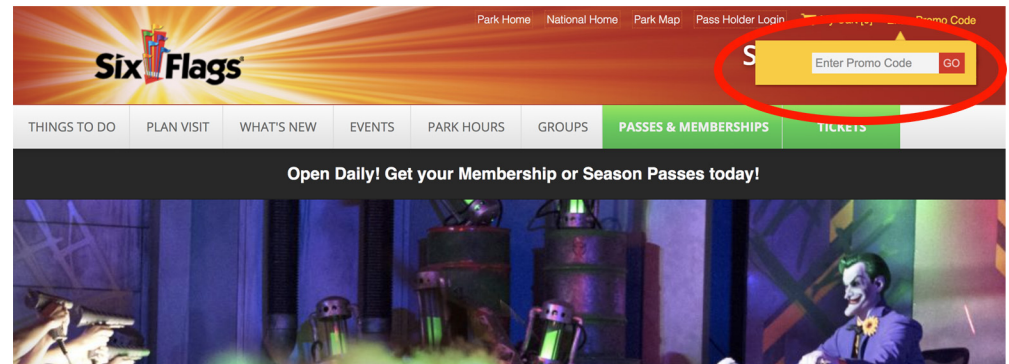 Park Home National Home Park Map Pass Holder Login Promo Code
Six Flags
S
Enter Promo Code GO
THINGS TO DO PLAN VISIT WHAT'S NEW EVENTS PARK HOURS GROUPS PASSES & MEMBERSHIPS TICKETS
Open Daily! Get your Membership or Season Passes today!